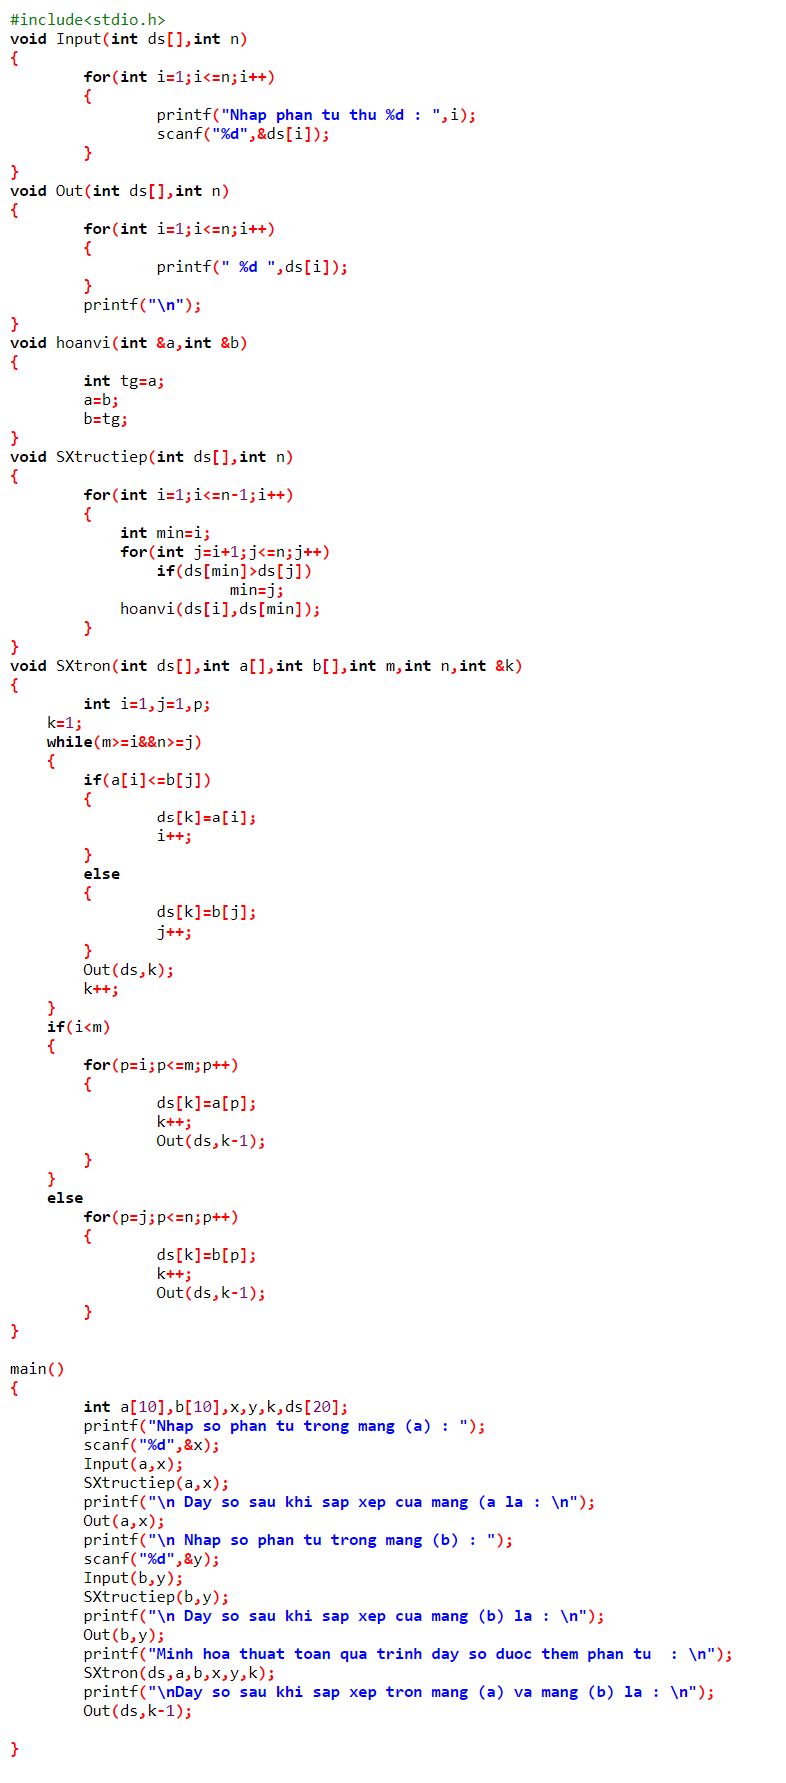 #include<stdio.h>
void Input(int ds[],int n)
{
for(int i=1;i<=n;i++)
{
printf("Nhap phan tu thu %d : ",i);
scanf("%d",&ds[i]);
}
}
void Out(int ds[],int n)
{
for(int i=1;i<=n;i++)
{
printf(" %d ",ds[i]);
}
printf("\n");
}
void hoanvi(int &a,int &b)
{
int tg=a;
a=b;
b=tg;
}
void SXtructiep(int ds[],int n)
{
for(int i=1;i<=n-1;i++)
{
int min=i;
for(int j=i+1;j<=n;j++)
if(ds[min]>ds[j])
min=j;
hoanvi(ds[i],ds[min]);
}
}
void SXtron(int ds[],int a[],int b[],int m,int n,int &k)
{
int i=1,j=1,p;
k=1;
while(m>=i&&n>=j)
{
if(a[i]<=b[j])
{
ds[k]=a[i];
i++;
}
else
{
ds[k]=b[j];
j++;
}
Out(ds,k);
k++;
}
if(i<m)
{
for(p=i;p<=m;p++)
{
ds[k]=a[p];
k++;
Out(ds,k-1);
}
}
else
for(p=j;p<=n;p++)
{
ds[k]=b[p];
k++;
Out(ds,k-1);
}
}
main()
{
int a[10],b[10],x,y,k,ds[20];
printf("Nhap so phan tu trong mang (a) : ");
scanf("%d",&x);
Input(a,x);
SXtructiep(a,x);
printf("\n Day so sau khi sap xep cua mang (a la : \n");
Out(a,x);
printf("\n Nhap so phan tu trong mang (b) : ");
scanf("%d",&y);
Input(b,y);
SXtructiep(b,y);
printf("\n Day so sau khi sap xep cua mang (b) la : \n");
Out(b,y);
printf("Minh hoa thuat toan qua trinh day so duoc them phan tu  : \n");
SXtron(ds,a,b,x,y,k);
printf("\nDay so sau khi sap xep tron mang (a) va mang (b) la : \n");
Out(ds,k-1);
}